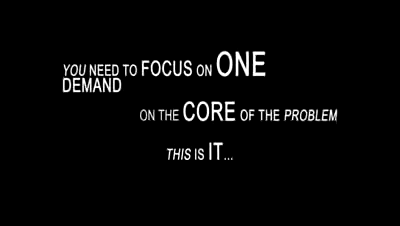 YOU NEED TO FOCUS ON ONE
DEMAND
ON THE CORE OF THE PROBLEM
THIS IS IT...